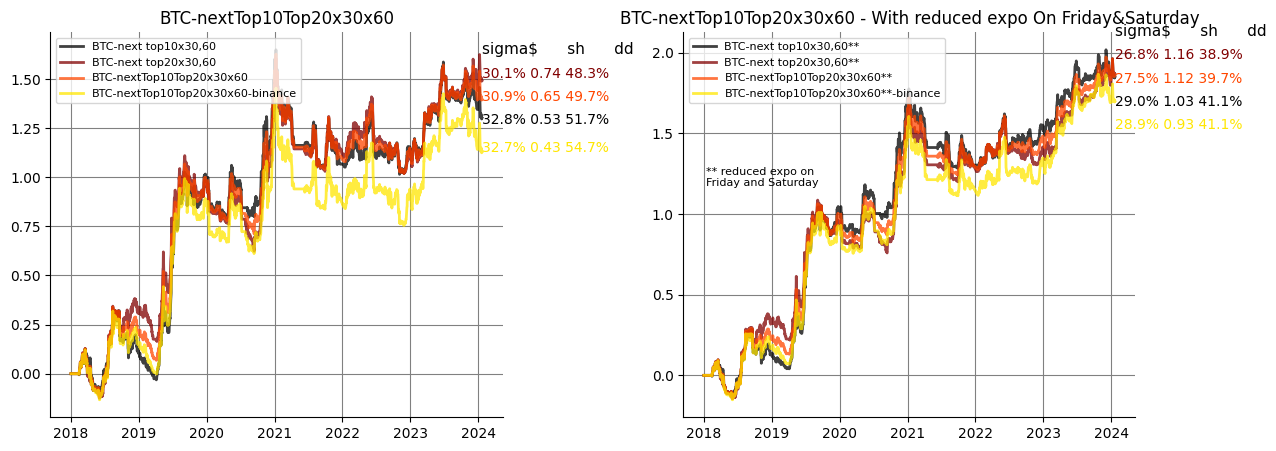 BTC-nextTop10Top20x30x60
BTC-next top10x30,60
BTC-next top20x30,60
BTC-nextTop10Top20x30x60
BTC-nextTop10Top20x30x60-binance
sigma$ sh dd
30.1% 0.74 48.3%
30.9% 0.65 49.7%
32.8% 0.53 51.7%
32.7% 0.43 54.7%
1.50
1.25
1.00
0.75
0.50
0.25
0.00
2018 2019 2020 2021 2022 2023 2024
BTC-nextTop10Top20x30x60 - With reduced expo On Friday&Saturday
BTC-next top10x30,60**
BTC-next top20x30,60**
BTC-nextTop10Top20x30x60**
BTC-nextTop10Top20x30x60**-binance
sigma$ sh dd
26.8% 1.16 38.9%
27.5% 1.12 39.7%
29.0% 1.03 41.1%
28.9% 0.93 41.1%
** reduced expo on
Friday and Saturday
2.0
1.5
1.0
0.5
0.0
2018 2019 2020 2021 2022 2023 2024